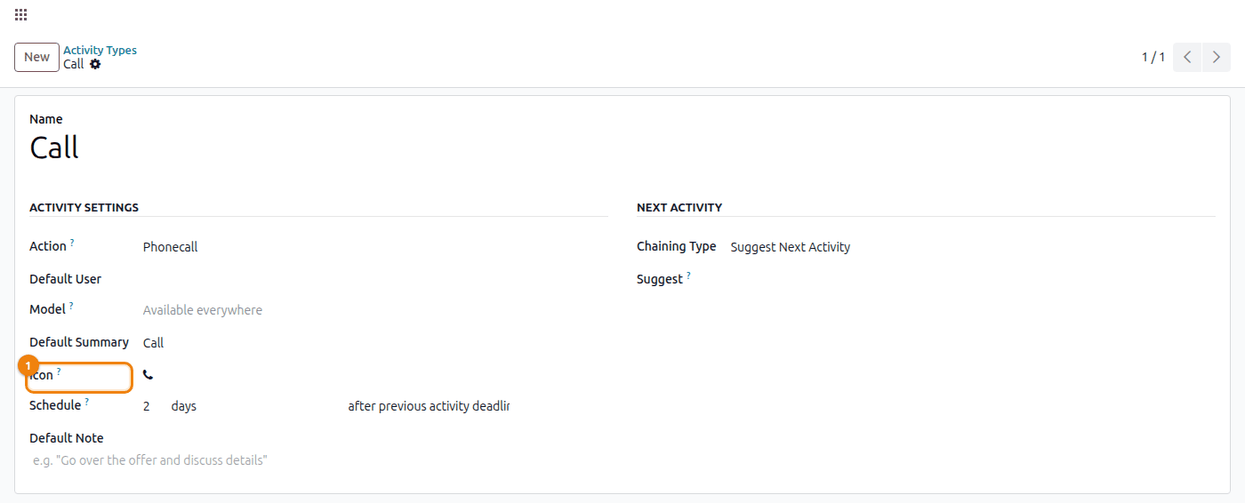 New
Activity Types
Call
1 / 1
Name
Call
ACTIVITY SETTINGS
NEXT ACTIVITY
Action ? Phonecall
Chaining Type Suggest Next Activity
Default User
Suggest ?
Model ? Available everywhere
Default Summary Call
1
Icon ?
Schedule ? 2 days after previous activity deadlin
Default Note
e.g. "Go over the offer and discuss details"